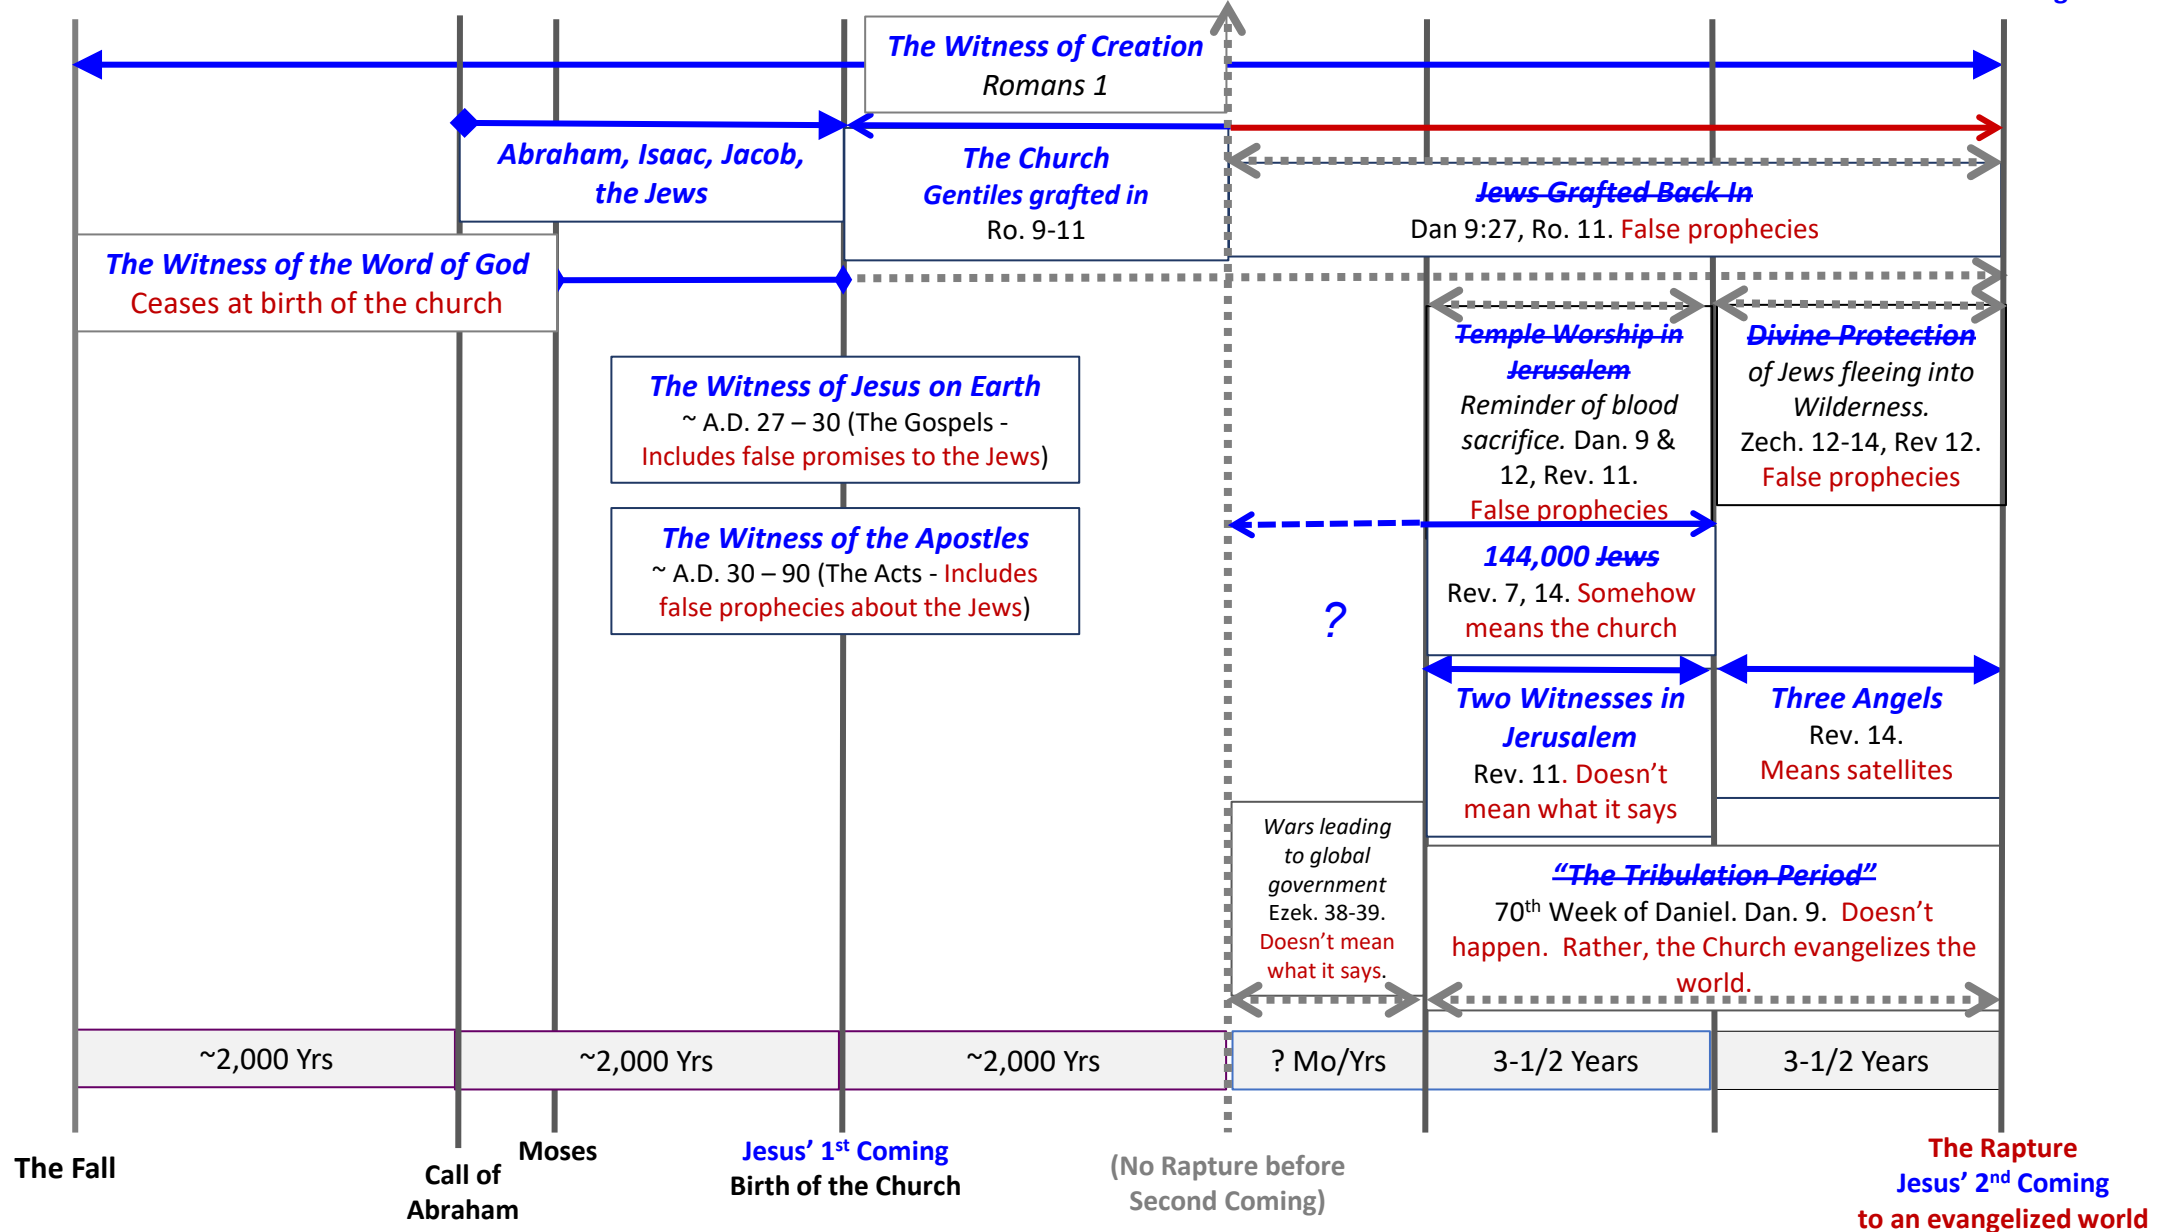 The Witness of Creation
Romans 1
Abraham, Isaac, Jacob,
the Jews
The Church
Gentiles grafted in
Ro. 9-11
Jews Grafted Back In
Dan 9:27, Ro. 11. False prophecies
The Witness of the Word of God
Ceases at birth of the church
Temple Worship in
Jerusalem
Reminder of blood
sacrifice. Dan. 9 &
12, Rev. 11.
False prophecies
Divine Protection
of Jews fleeing into
Wilderness.
Zech. 12-14, Rev 12.
False prophecies
The Witness of Jesus on Earth
~ A.D. 27 – 30 (The Gospels -
Includes false promises to the Jews)
The Witness of the Apostles
~ A.D. 30 – 90 (The Acts - Includes
false prophecies about the Jews)
?
144,000 Jews
Rev. 7, 14. Somehow
means the church
Two Witnesses in
Jerusalem
Rev. 11. Doesn't
mean what it says
Three Angels
Rev. 14.
Means satellites
Wars leading
to global
government
Ezek. 38-39.
Doesn't mean
what it says.
"The Tribulation Period"
70th Week of Daniel. Dan. 9. Doesn't
happen. Rather, the Church evangelizes the
world.
~2,000 Yrs
~2,000 Yrs
~2,000 Yrs
? Mo/Yrs
3-1/2 Years
3-1/2 Years
The Fall
Call of
Abraham
Moses
Jesus' 1st Coming
Birth of the Church
(No Rapture before
Second Coming)
The Rapture
Jesus' 2nd Coming
to an evangelized world